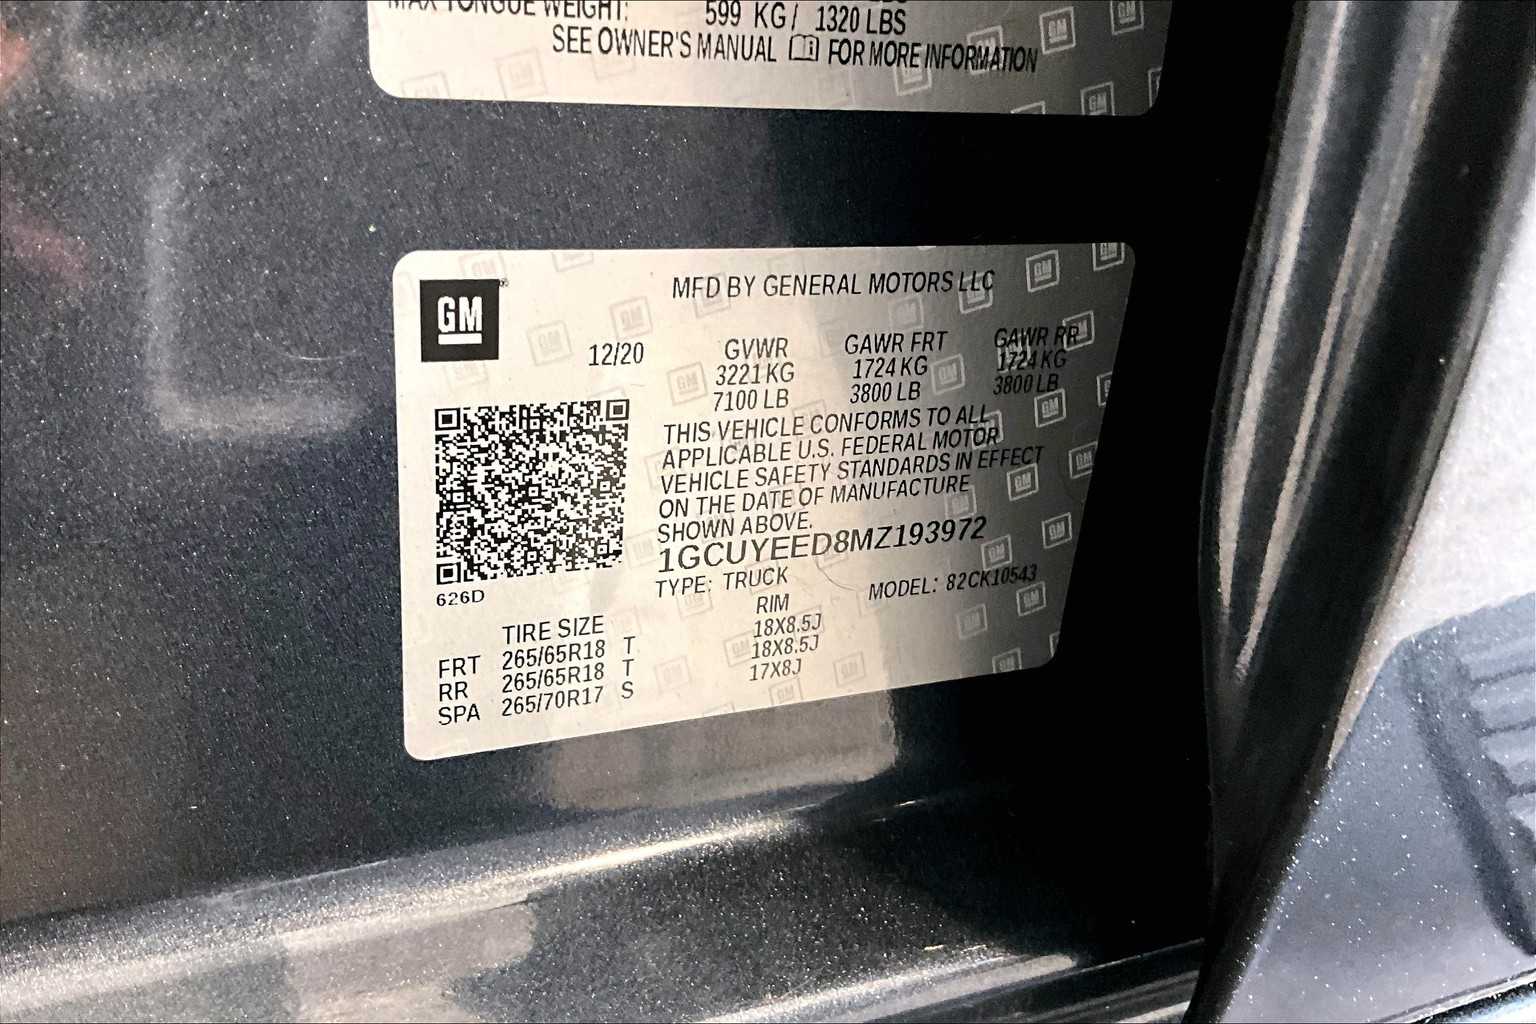 MAX TONGUE WEIGHT: 599 KG / 1320 LBS
SEE OWNER'S MANUAL FOR MORE INFORMATION
GM
MFD BY GENERAL MOTORS LLC
12/20 GVWR GAWR FRT GAWR RR
3221 KG 1724 KG 1724 KG
7100 LB 3800 LB 3800 LB
THIS VEHICLE CONFORMS TO ALL
APPLICABLE U.S. FEDERAL MOTOR
VEHICLE SAFETY STANDARDS IN EFFECT
ON THE DATE OF MANUFACTURE
SHOWN ABOVE.
1GCUYEED8MZ193972
TYPE: TRUCK MODEL: 82CK10543
626D
TIRE SIZE RIM
FRT 265/65R18 T 18X8.5J
RR 265/65R18 T 18X8.5J
SPA 265/70R17 S 17X8J